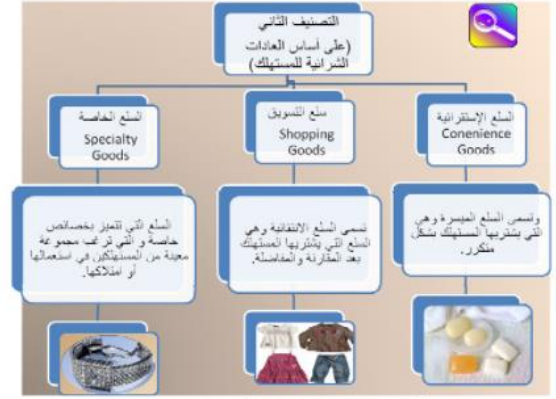 التصنيف الثاني
(على أساس العادات
الشرائية للمستهلك)
السلع الإستقرابية
Conenience
Goods
سلع التسويق
Shopping
Goods
السلع الخاصة
Specialty
Goods
وتسمى السلع الميسرة وهي
التي يشتريها المستهلك بشكل
متكرر.
تسمى السلع الانتقائية وهي
السلع التي يشتريها المستهلك
بعد المقارنة والمفاضلة.
السلع التي تتميز بخصائص
خاصة و التي ترغب مجموعة
معينة من المستهلكين في استعمالها
أو امتلاكها.